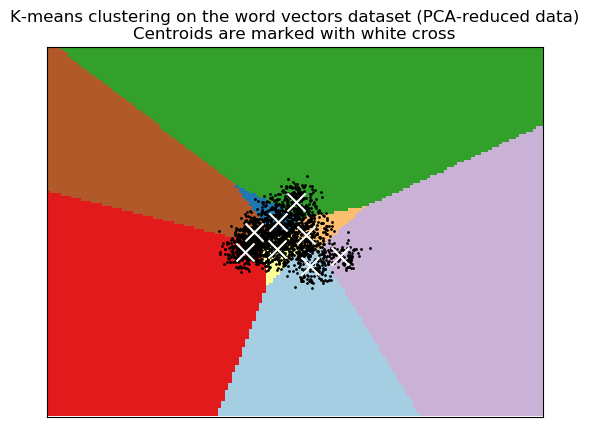 K-means clustering on the word vectors dataset (PCA-reduced data)
Centroids are marked with white cross